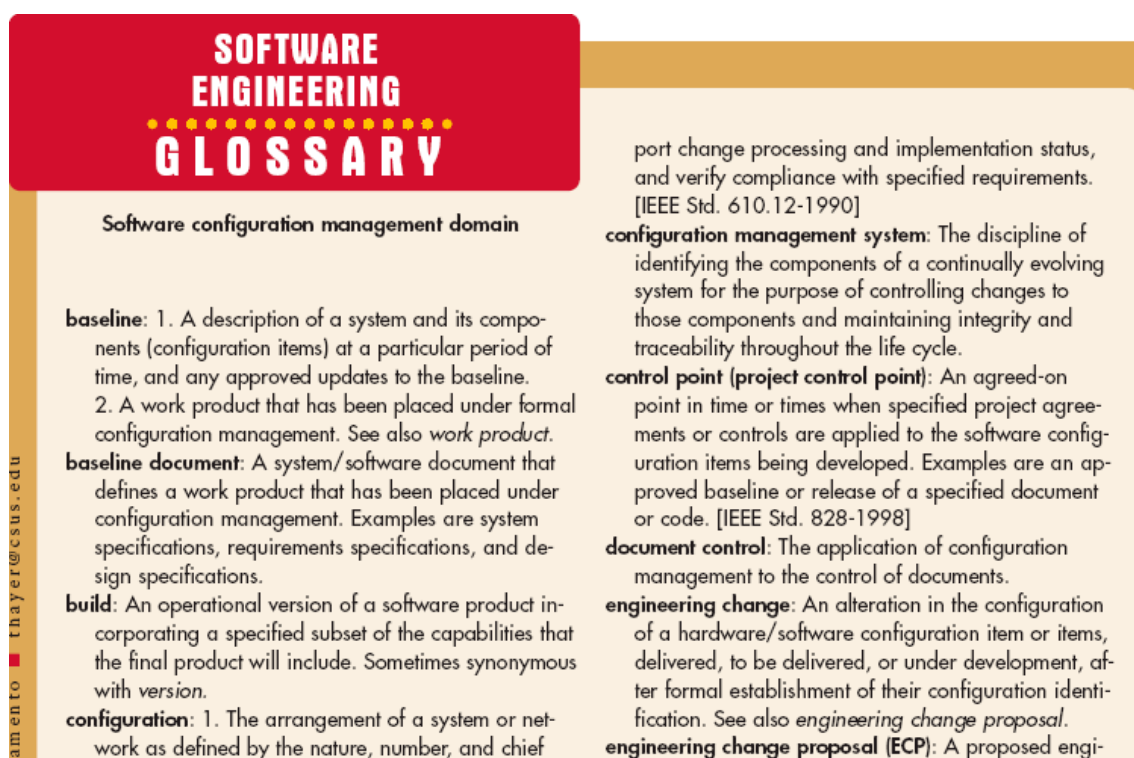 SOFTWARE
ENGINEERING
GLOSSARY
Software configuration management domain
baseline: 1. A description of a system and its compo-
nents (configuration items) at a particular period of
time, and any approved updates to the baseline.
2. A work product that has been placed under formal
configuration management. See also work product.
baseline document: A system/software document that
defines a work product that has been placed under
configuration management. Examples are system
specifications, requirements specifications, and de-
sign specifications.
build: An operational version of a software product in-
corporating a specified subset of the capabilities that
the final product will include. Sometimes synonymous
with version.
configuration: 1. The arrangement of a system or net-
work as defined by the nature, number, and chief
port change processing and implementation status,
and verify compliance with specified requirements.
[IEEE Std. 610.12-1990]
configuration management system: The discipline of
identifying the components of a continually evolving
system for the purpose of controlling changes to
those components and maintaining integrity and
traceability throughout the life cycle.
control point (project control point): An agreed-on
point in time or times when specified project agree-
ments or controls are applied to the software config-
uration items being developed. Examples are an ap-
proved baseline or release of a specified document
or code. [IEEE Std. 828-1998]
document control: The application of configuration
management to the control of documents.
engineering change: An alteration in the configuration
of a hardware/software configuration item or items,
delivered, to be delivered, or under development, af-
ter formal establishment of their configuration identi-
fication. See also engineering change proposal.
engineering change proposal (ECP): A proposed engi-
amento ■ thayer@csus.edu